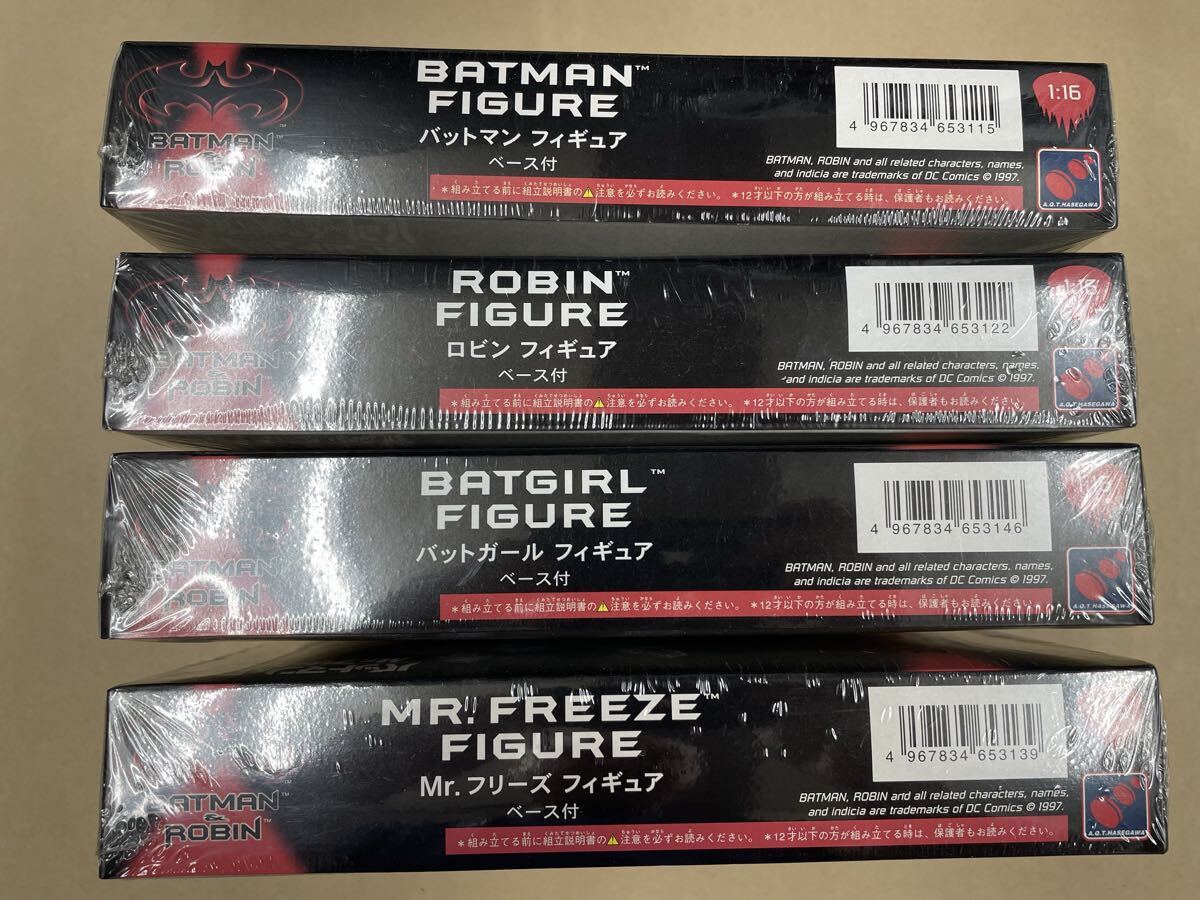 BATMAN™
FIGURE
バットマン フィギュア
ベース付
BATMAN™
&
ROBIN
4 967834 653115
1:16
BATMAN, ROBIN and all related characters, names,
and indicia are trademarks of DC Comics © 1997.
＊組み立てる前に組立説明書の⚠注意を必ずお読みください。 ＊12才以下の方が組み立てる時は、保護者もお読みください。
A.Q.T.HASEGAWA
ROBIN™
FIGURE
ロビン フィギュア
ベース付
BATMAN
&
ROBIN
4 967834 653122
BATMAN, ROBIN and all related characters, names,
and indicia are trademarks of DC Comics © 1997.
＊組み立てる前に組立説明書の⚠注意を必ずお読みください。 ＊12才以下の方が組み立てる時は、保護者もお読みください。
A.Q.T.HASEGAWA
BATGIRL™
FIGURE
バットガール フィギュア
ベース付
BATMAN
ROBIN
4 967834 653146
BATMAN, ROBIN and all related characters, names,
and indicia are trademarks of DC Comics © 1997.
＊組み立てる前に組立説明書の⚠注意を必ずお読みください。 ＊12才以下の方が組み立てる時は、保護者もお読みください。
A.Q.T.HASEGAWA
MR. FREEZE™
FIGURE
Mr. フリーズ フィギュア
ベース付
BATMAN™
&
ROBIN™
4 967834 653139
BATMAN, ROBIN and all related characters, names,
and indicia are trademarks of DC Comics © 1997.
＊組み立てる前に組立説明書の⚠注意を必ずお読みください。 ＊12才以下の方が組み立てる時は、保護者もお読みください。
A.Q.T.HASEGAWA